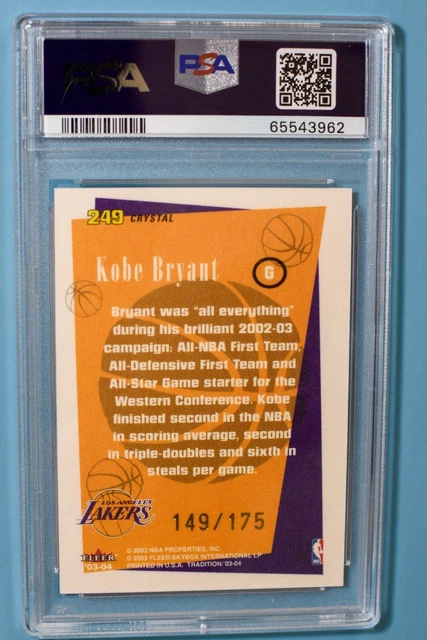 PSA
PSA
65543962
249 CRYSTAL
Kobe Bryant
G
Bryant was "all everything"
during his brilliant 2002-03
campaign: All-NBA First Team,
All-Defensive First Team and
All-Star Game starter for the
Western Conference. Kobe
finished second in the NBA
in scoring average, second
in triple-doubles and sixth in
steals per game.
LOS ANGELES
LAKERS
149/175
FLEER
'03-04
© 2003 NBA PROPERTIES, INC.
© 2003 FLEER/SKYBOX INTERNATIONAL LP
PRINTED IN U.S.A. TRADITION '03-04